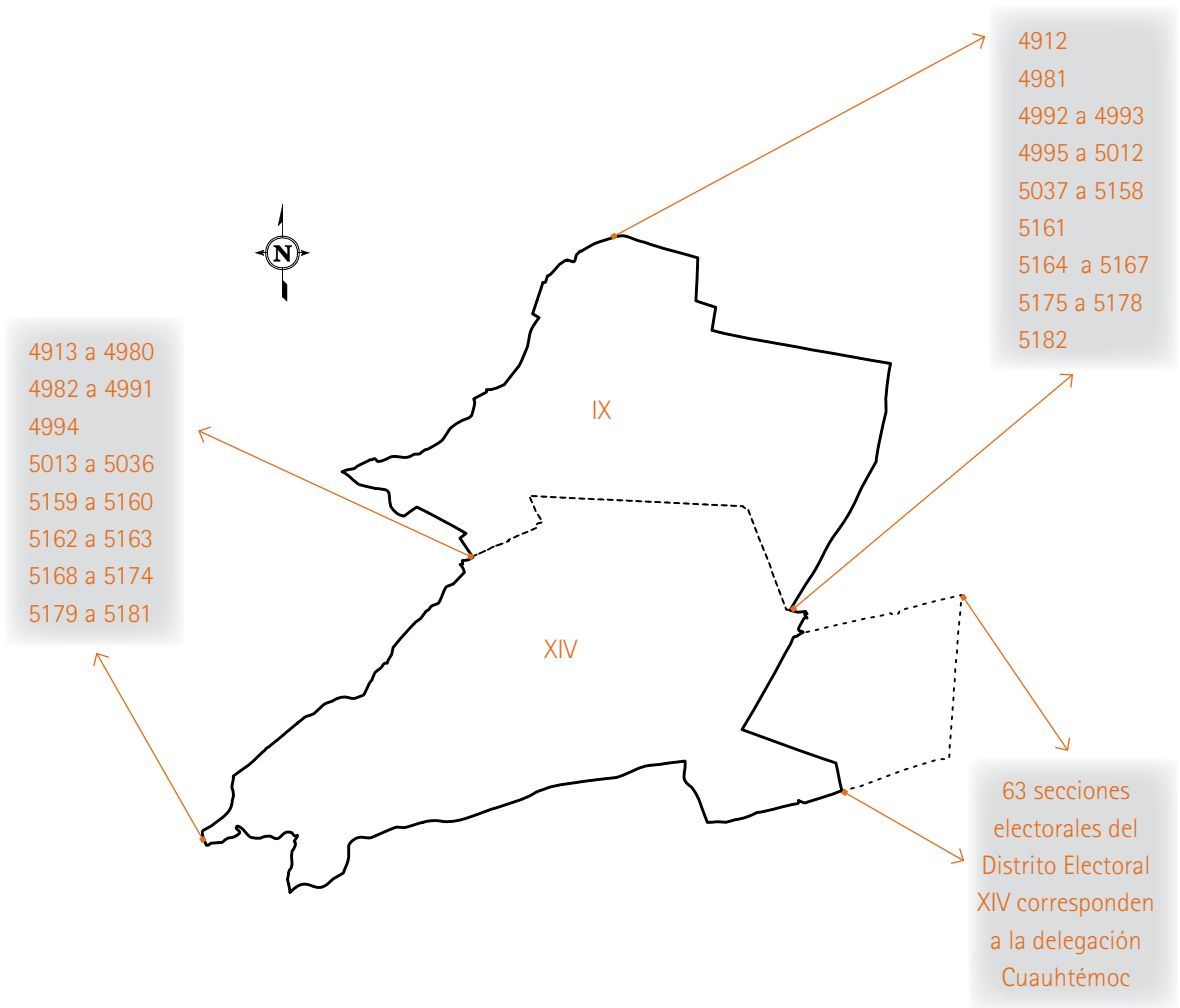 4912
4981
4992 a 4993
4995 a 5012
5037 a 5158
5161
5164 a 5167
5175 a 5178
5182
N
4913 a 4980
4982 a 4991
4994
5013 a 5036
5159 a 5160
5162 a 5163
5168 a 5174
5179 a 5181
IX
XIV
63 secciones
electorales del
Distrito Electoral
XIV corresponden
a la delegación
Cuauhtémoc